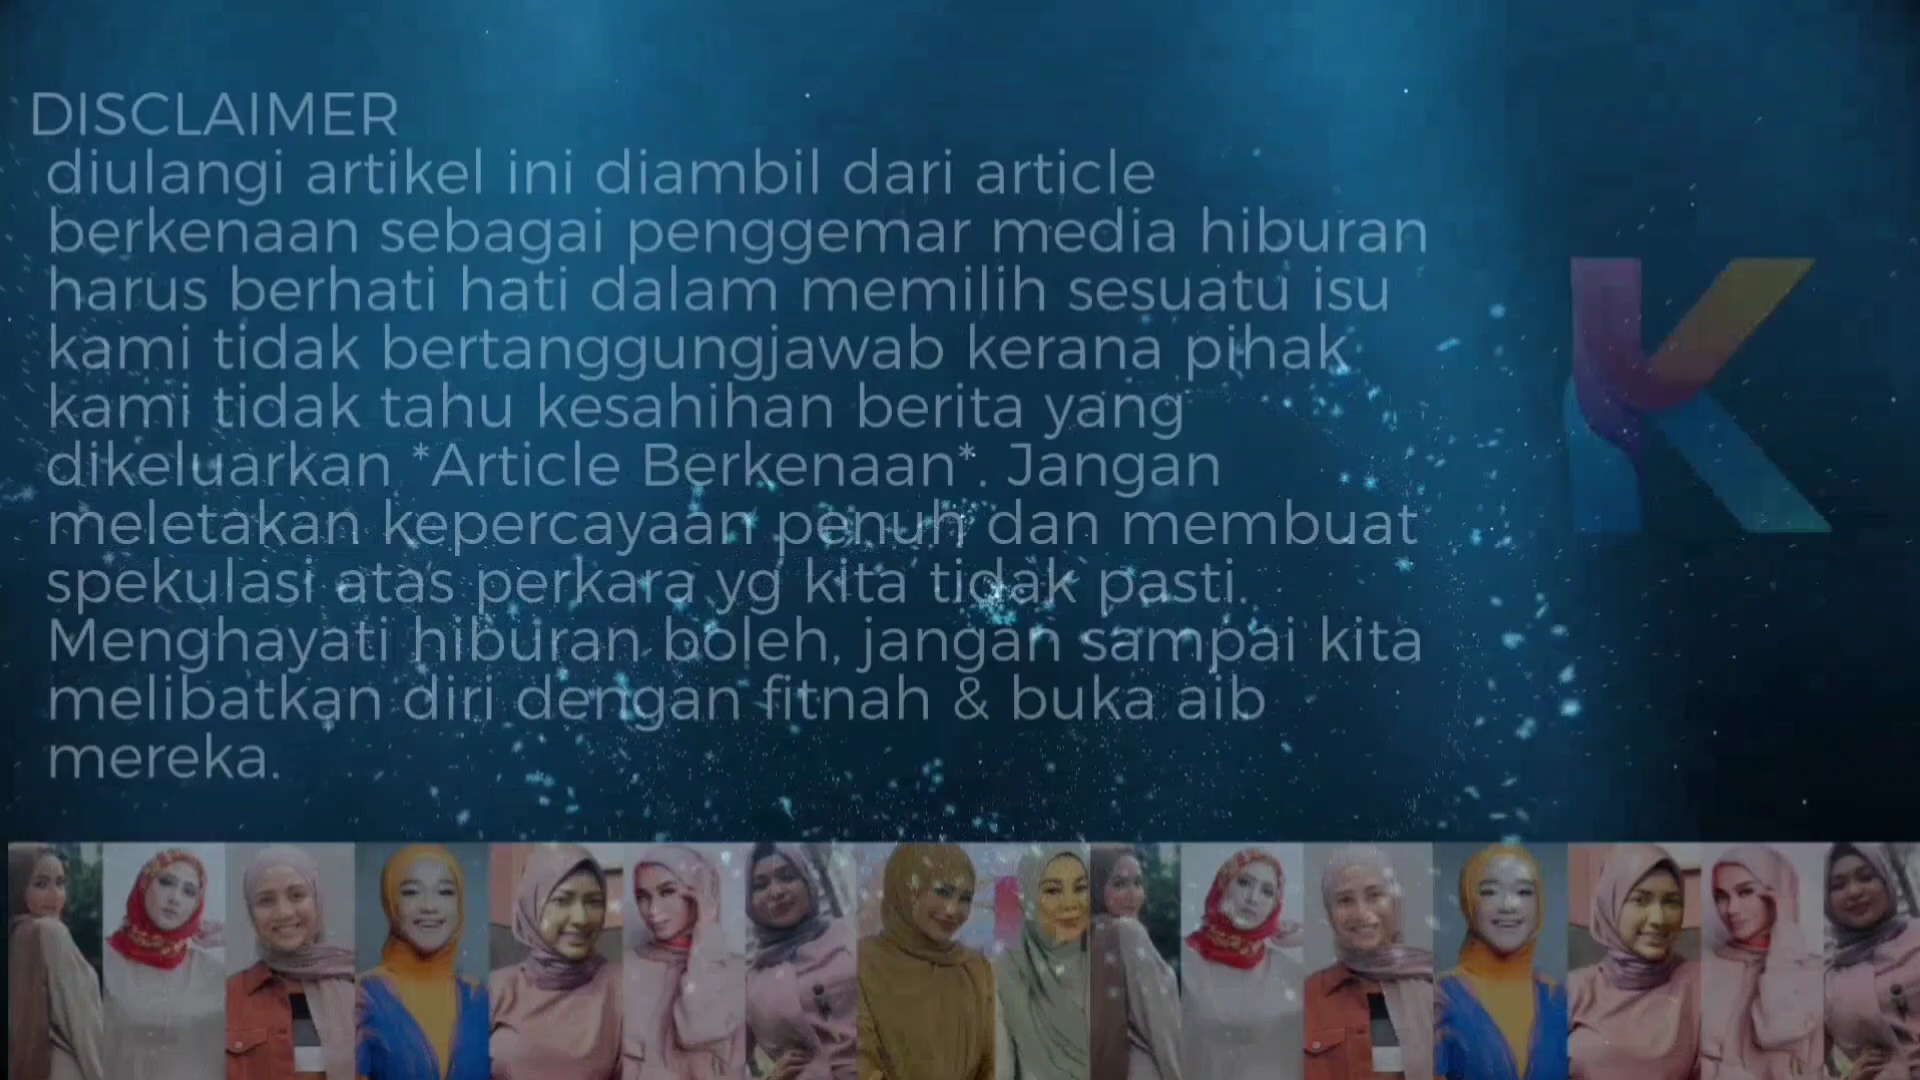 DISCLAIMER
diulangi artikel ini diambil dari article
berkenaan sebagai penggemar media hiburan
harus berhati hati dalam memilih sesuatu isu
kami tidak bertanggungjawab kerana pihak
kami tidak tahu kesahihan berita yang
dikeluarkan *Article Berkenaan*. Jangan
meletakan kepercayaan penuh dan membuat
spekulasi atas perkara yg kita tidak pasti.
Menghayati hiburan boleh, jangan sampai kita
melibatkan diri dengan fitnah & buka aib
mereka.
K